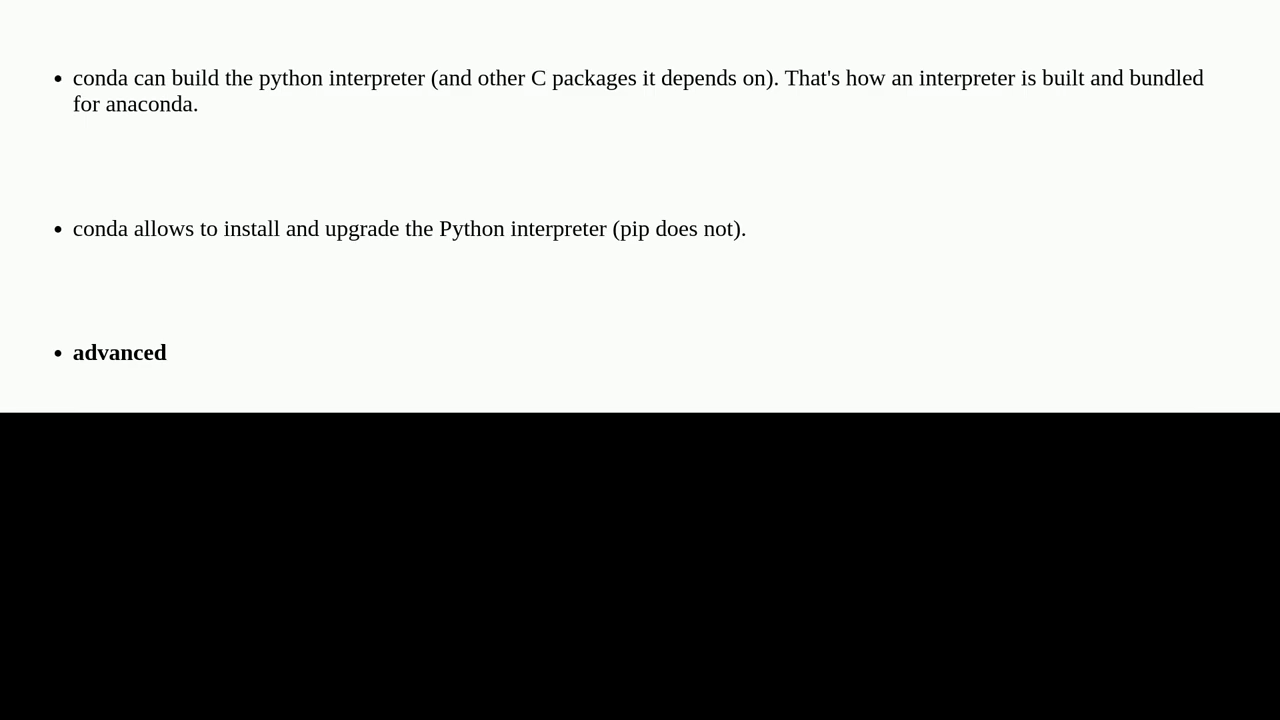 • conda can build the python interpreter (and other C packages it depends on). That's how an interpreter is built and bundled
for anaconda.
• conda allows to install and upgrade the Python interpreter (pip does not).
• advanced